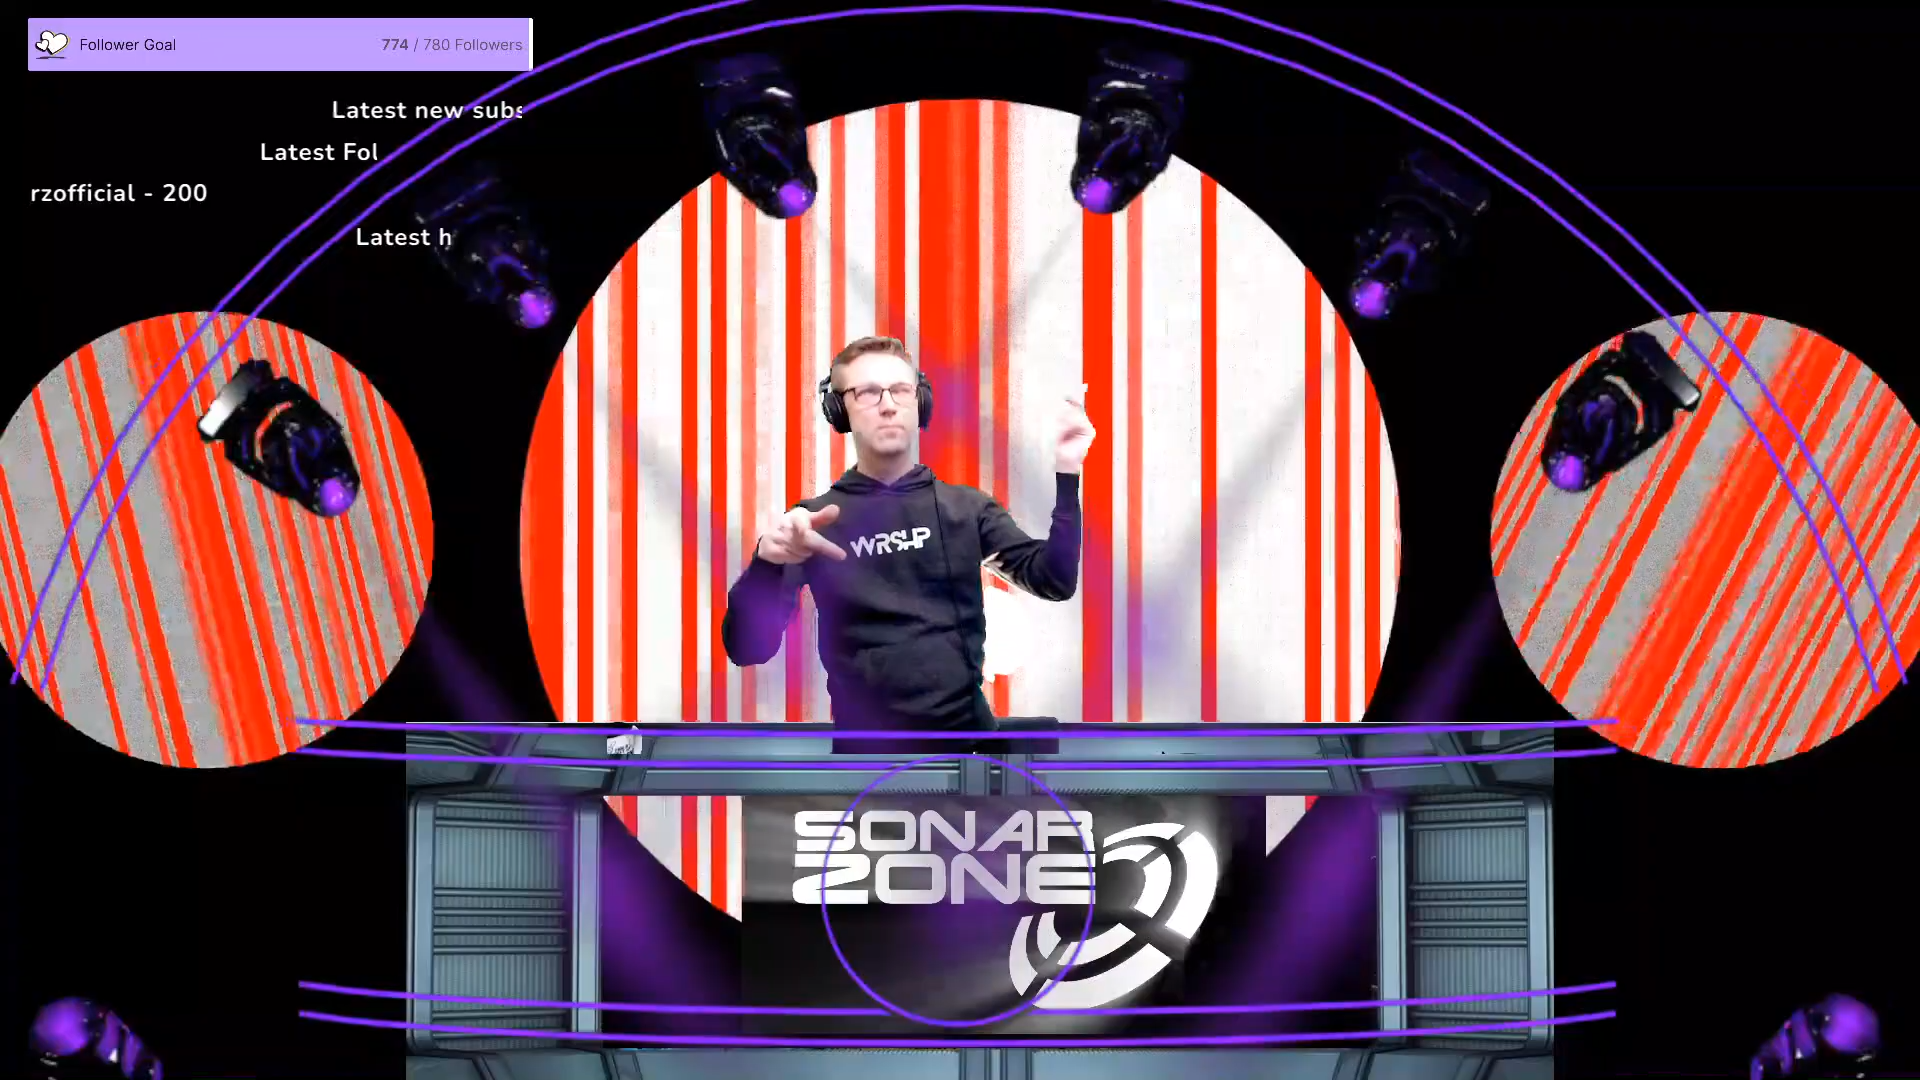 Follower Goal
774 / 780 Followers
Latest new subs
Latest Fol
rzofficial - 200
Latest h
WRSHP
SONAR
ZONE